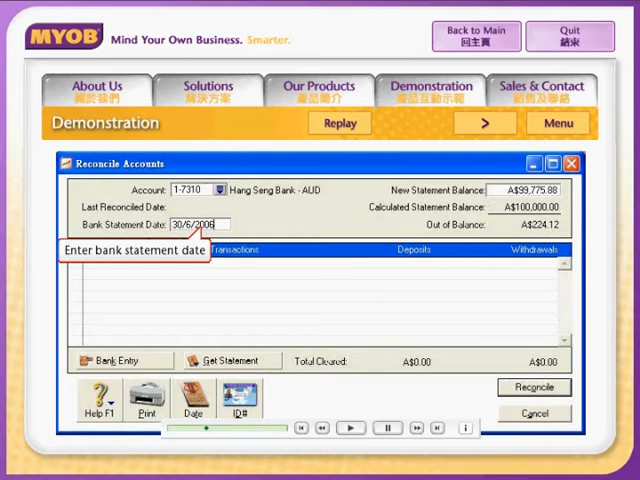 MYOB Mind Your Own Business. Smarter.
Back to Main
回主頁
Quit
結束
About Us
關於我們
Solutions
解決方案
Our Products
產品簡介
Demonstration
產品互動示範
Sales & Contact
銷售及聯絡
Demonstration
Replay
>
Menu
Reconcile Accounts
Account: 1-7310 Hang Seng Bank - AUD
New Statement Balance: A$99,775.88
Last Reconciled Date:
Calculated Statement Balance: A$100,000.00
Bank Statement Date: 30/6/2006
Out of Balance: A$224.12
Enter bank statement date
Transactions Deposits Withdrawals
Bank Entry
Get Statement
Total Cleared: A$0.00 A$0.00
Reconcile
Help F1
Print
Date
ID#
Cancel